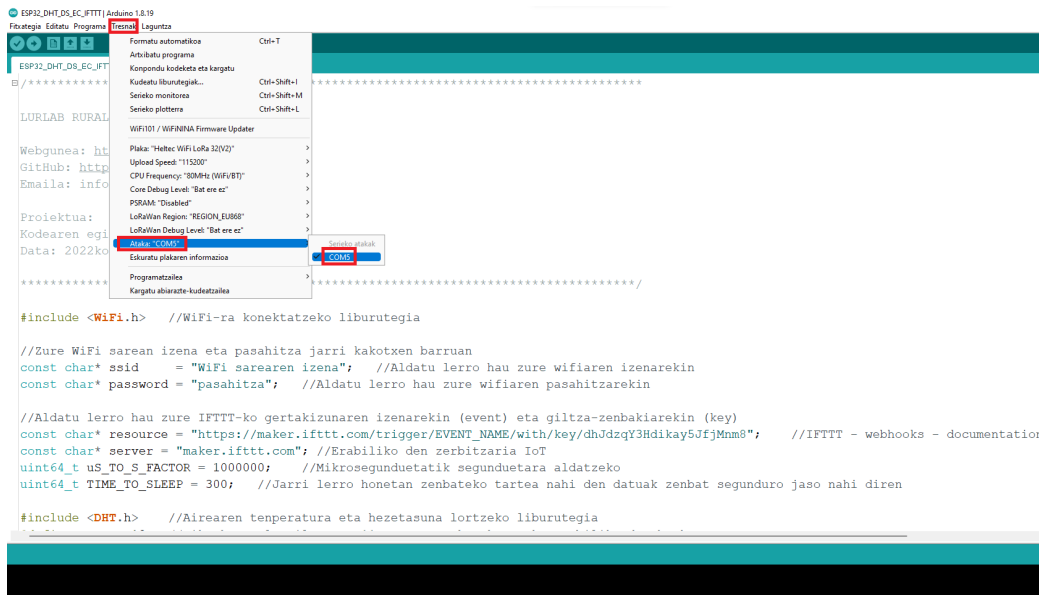 ESP32_DHT_DS_EC_IFTTT | Arduino 1.8.19
Fitxategia Editatu Programa Tresnak Laguntza
ESP32_DHT_DS_EC_IFT
Formatu automatikoa Ctrl+T
Artxibatu programa
Konpondu kodeketa eta kargatu
Kudeatu liburutegiak... Ctrl+Shift+I
Serieko monitorea Ctrl+Shift+M
Serieko plotterra Ctrl+Shift+L
WiFi101 / WiFiNINA Firmware Updater
Plaka: "Heltec WiFi LoRa 32(V2)"
Upload Speed: "115200"
CPU Frequency: "80MHz (WiFi/BT)"
Core Debug Level: "Bat ere ez"
PSRAM: "Disabled"
LoRaWan Region: "REGION_EU868"
LoRaWan Debug Level: "Bat ere ez"
Ataka: "COM5"
Eskuratu plakaren informazioa
Programatzailea
Kargatu abiarazte-kudeatzailea
Serieko atakak
COM5
LURLAB RURAL
Webgunea: ht
GitHub: http
Emaila: info
Proiektua:
Kodearen egi
Data: 2022ko
#include <WiFi.h> //WiFi-ra konektatzeko liburutegia
//Zure WiFi sarean izena eta pasahitza jarri kakotxen barruan
const char* ssid = "WiFi sarearen izena"; //Aldatu lerro hau zure wifiaren izenarekin
const char* password = "pasahitza"; //Aldatu lerro hau zure wifiaren pasahitzarekin
//Aldatu lerro hau zure IFTTT-ko gertakizunaren izenarekin (event) eta giltza-zenbakiarekin (key)
const char* resource = "https://maker.ifttt.com/trigger/EVENT_NAME/with/key/dhJdzqY3Hdikay5JfjMnm8"; //IFTTT - webhooks - documentation
const char* server = "maker.ifttt.com"; //Erabiliko den zerbitzaria IoT
uint64_t uS_TO_S_FACTOR = 1000000; //Mikrosegunduetatik segunduetara aldatzeko
uint64_t TIME_TO_SLEEP = 300; //Jarri lerro honetan zenbateko tartea nahi den datuak zenbat segunduro jaso nahi diren
#include <DHT.h> //Airearen tenperatura eta hezetasuna lortzeko liburutegia